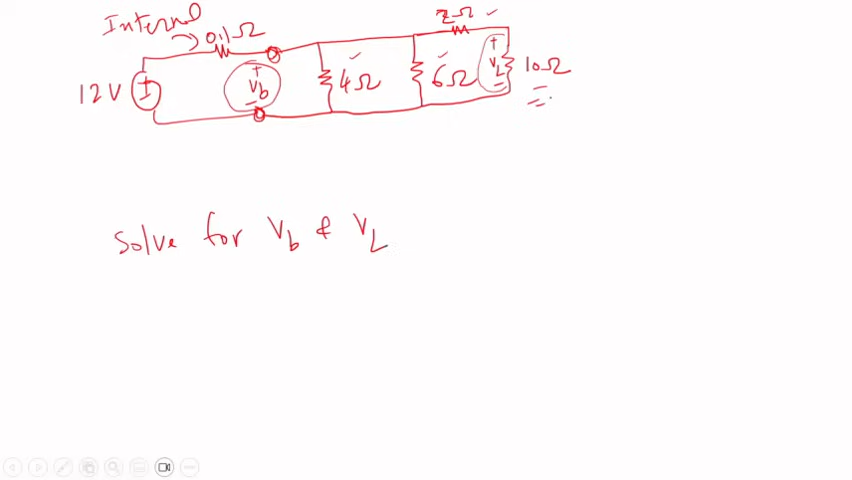 Internal
0.1Ω
2Ω
12V
+
Vb
-
4Ω
6Ω
+
VL
-
10Ω
Solve for Vb & VL